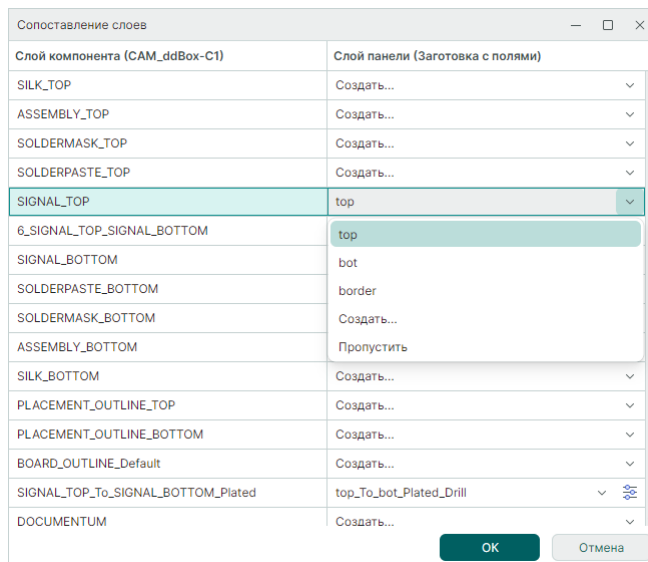 Сопоставление слоев
Слой компонента (CAM_ddBox-C1) Слой панели (Заготовка с полями)
SILK_TOP Создать...
ASSEMBLY_TOP Создать...
SOLDERMASK_TOP Создать...
SOLDERPASTE_TOP Создать...
SIGNAL_TOP top
6_SIGNAL_TOP_SIGNAL_BOTTOM top
SIGNAL_BOTTOM bot
SOLDERPASTE_BOTTOM border
SOLDERMASK_BOTTOM Создать...
ASSEMBLY_BOTTOM Пропустить
SILK_BOTTOM Создать...
PLACEMENT_OUTLINE_TOP Создать...
PLACEMENT_OUTLINE_BOTTOM Создать...
BOARD_OUTLINE_Default Создать...
SIGNAL_TOP_To_SIGNAL_BOTTOM_Plated top_To_bot_Plated_Drill
DOCUMENTUM Создать...
OK Отмена